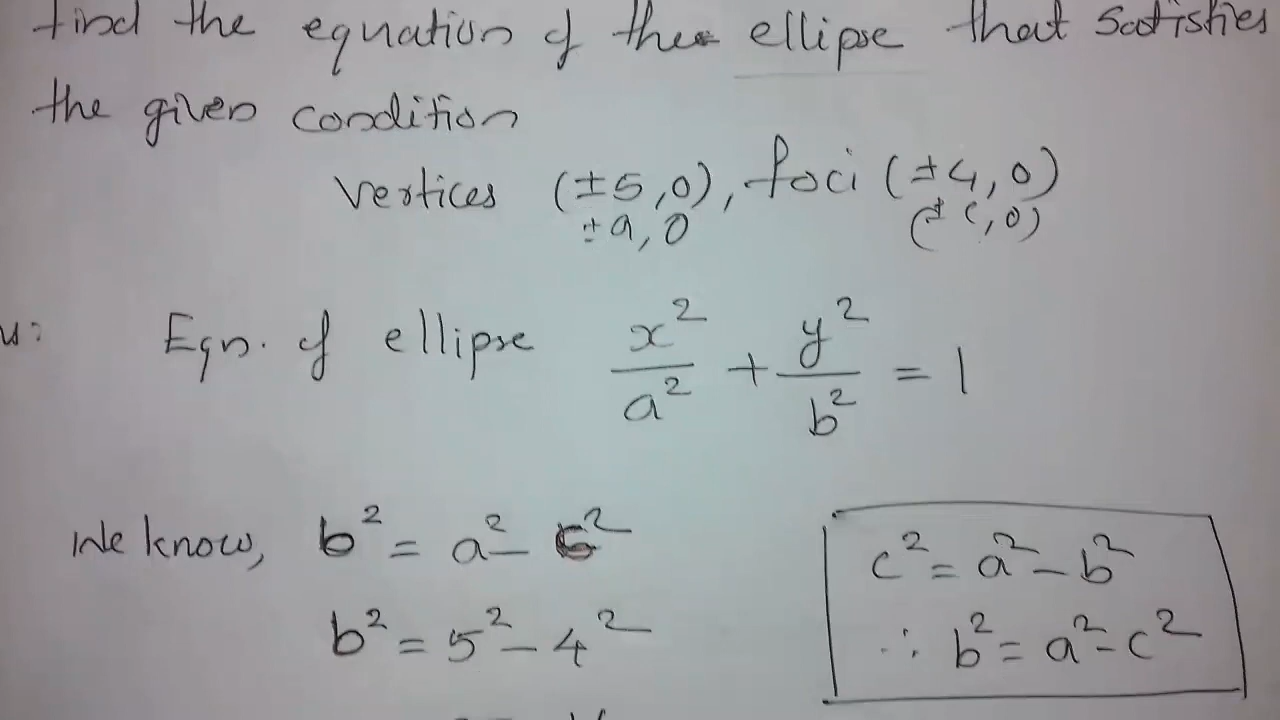 find the equation of the ellipse that satisfies
the given condition
Vertices (±5,0), foci (±4,0)
±a,0 (±c,0)
Eqn. of ellipse x²/a² + y²/b² = 1
We know, b² = a² - c²
b² = 5² - 4²
c² = a² - b²
∴ b² = a² - c²